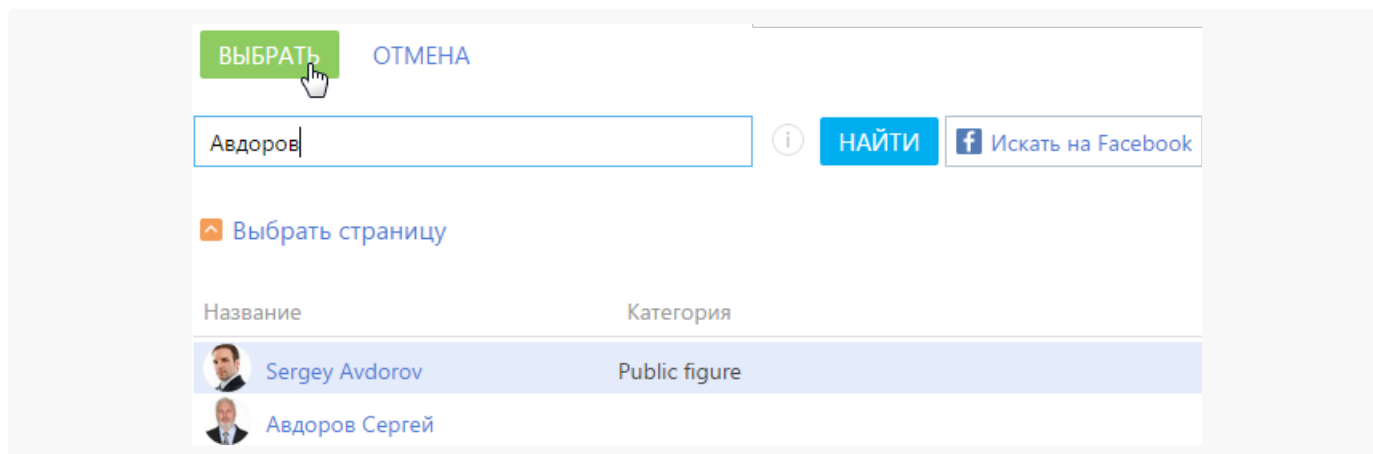 ВЫБРАТЬ ОТМЕНА
Авдоров i НАЙТИ f Искать на Facebook
Выбрать страницу
Название Категория
Sergey Avdorov Public figure
Авдоров Сергей